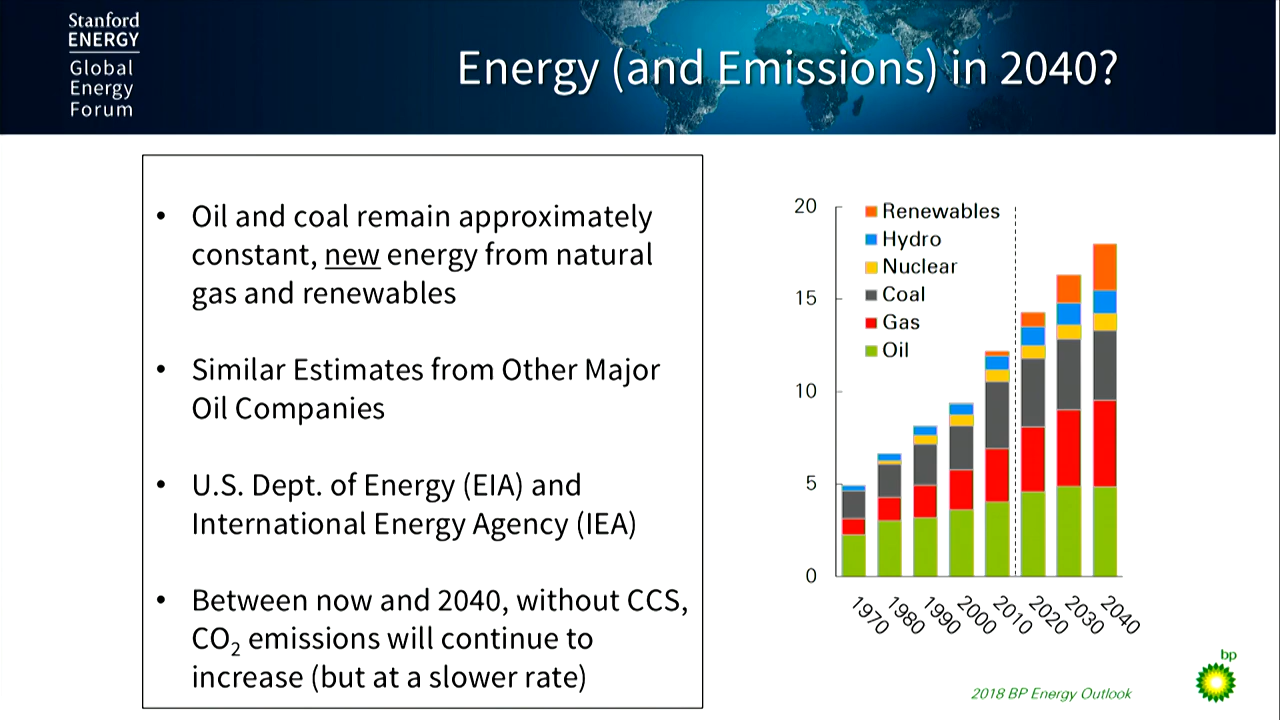 Stanford
ENERGY
Global
Energy
Forum
Energy (and Emissions) in 2040?
• Oil and coal remain approximately
constant, new energy from natural
gas and renewables
• Similar Estimates from Other Major
Oil Companies
• U.S. Dept. of Energy (EIA) and
International Energy Agency (IEA)
• Between now and 2040, without CCS,
CO₂ emissions will continue to
increase (but at a slower rate)
20
15
10
5
0
Renewables
Hydro
Nuclear
Coal
Gas
Oil
1970
1980
1990
2000
2010
2020
2030
2040
bp
2018 BP Energy Outlook